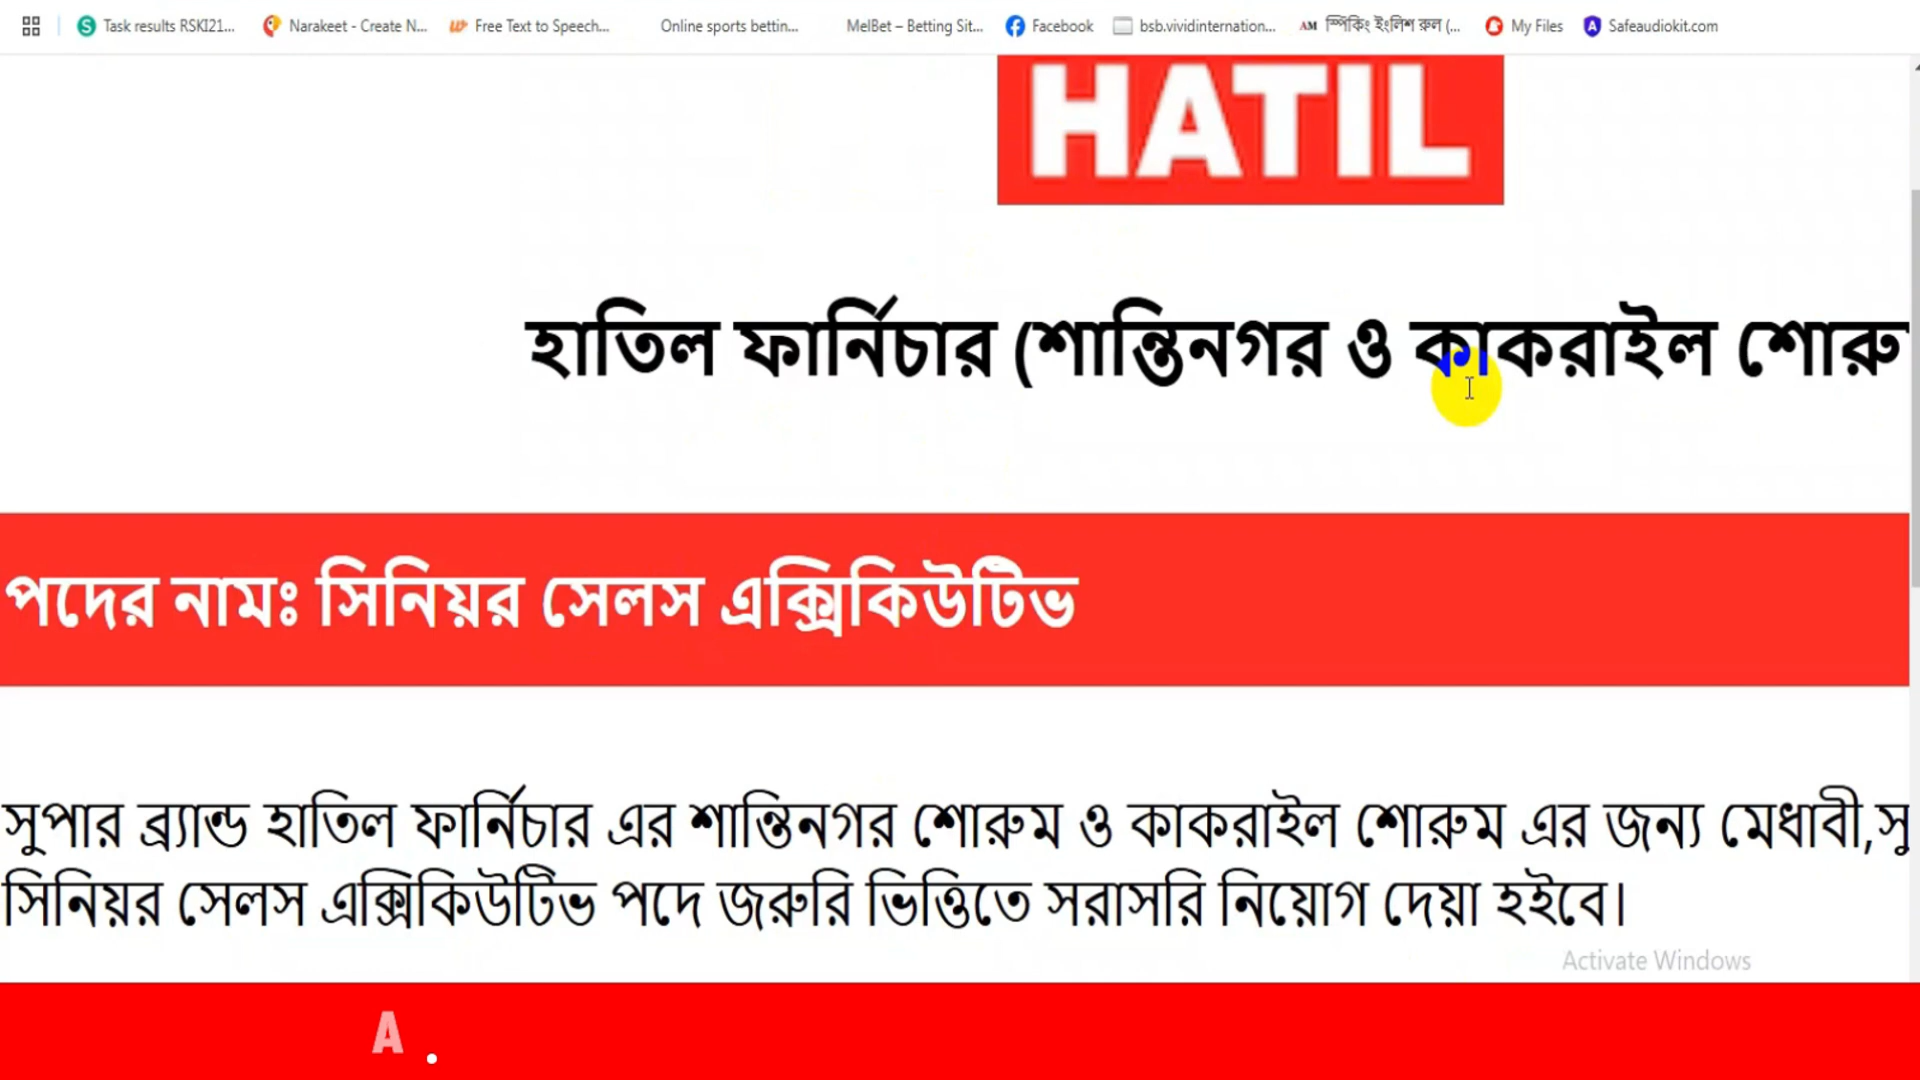 Task results RSKI21... Narakeet - Create N... Free Text to Speech... Online sports bettin... MelBet – Betting Sit... Facebook bsb.vividinternation... AM স্পিকিং ইংলিশ রুল (... My Files Safeaudiokit.com
HATIL
হাতিল ফার্নিচার (শান্তিনগর ও কাকরাইল শোরু
পদের নামঃ সিনিয়র সেলস এক্সিকিউটিভ
সুপার ব্র্যান্ড হাতিল ফার্নিচার এর শান্তিনগর শোরুম ও কাকরাইল শোরুম এর জন্য মেধাবী,সু
সিনিয়র সেলস এক্সিকিউটিভ পদে জরুরি ভিত্তিতে সরাসরি নিয়োগ দেয়া হইবে।
Activate Windows
A .